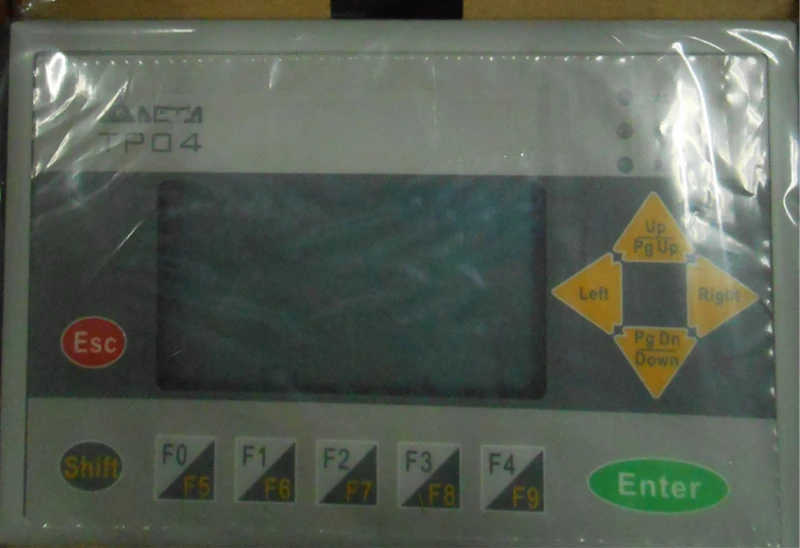 TP04
Up
Pg Up
Left
Right
Pg Dn
Down
Esc
Shift
F0 F5
F1 F6
F2 F7
F3 F8
F4 F9
Enter